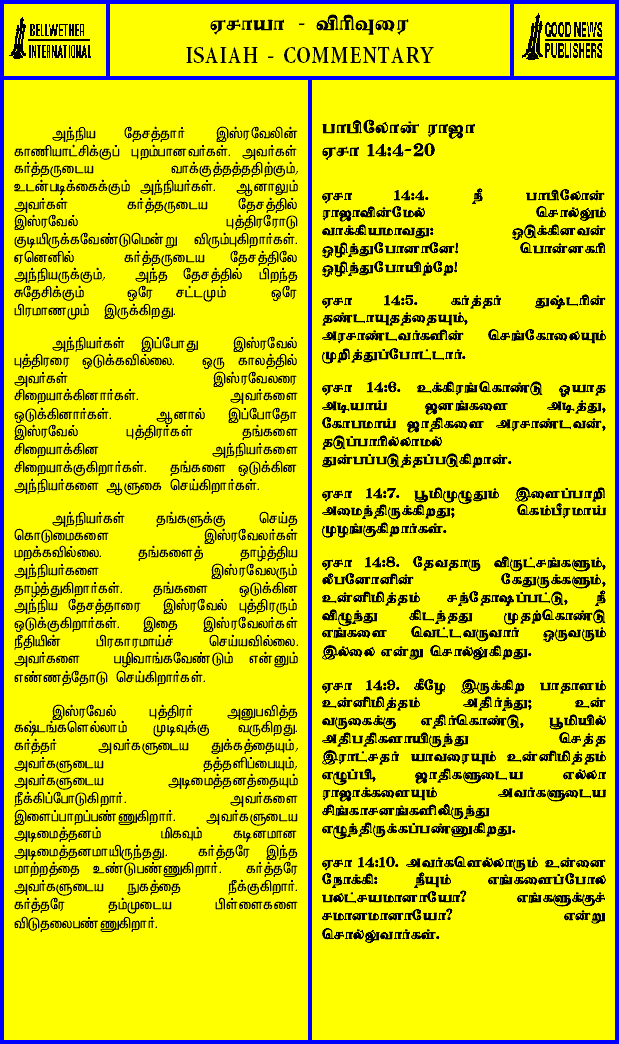 BELLWETHER
INTERNATIONAL
ஏசாயா - விரிவுரை
ISAIAH - COMMENTARY
GOOD NEWS
PUBLISHERS
அந்நிய தேசத்தார் இஸ்ரவேலின்
காணியாட்சிக்குப் புறம்பானவர்கள். அவர்கள்
கர்த்தருடைய வாக்குத்தத்ததிற்கும்,
உடன்படிக்கைக்கும் அந்நியர்கள். ஆனாலும்
அவர்கள் கர்த்தருடைய தேசத்தில்
இஸ்ரவேல் புத்திரரோடு
குடியிருக்கவேண்டுமென்று விரும்புகிறார்கள்.
ஏனெனில் கர்த்தருடைய தேசத்திலே
அந்நியருக்கும், அந்த தேசத்தில் பிறந்த
சுதேசிக்கும் ஒரே சட்டமும் ஒரே
பிரமாணமும் இருக்கிறது.
அந்நியர்கள் இப்போது இஸ்ரவேல்
புத்திரரை ஒடுக்கவில்லை. ஒரு காலத்தில்
அவர்கள் இஸ்ரவேலரை
சிறையாக்கினார்கள். அவர்களை
ஒடுக்கினார்கள். ஆனால் இப்போதோ
இஸ்ரவேல் புத்திரர்கள் தங்களை
சிறையாக்கின அந்நியர்களை
சிறையாக்குகிறார்கள். தங்களை ஒடுக்கின
அந்நியர்களை ஆளுகை செய்கிறார்கள்.
அந்நியர்கள் தங்களுக்கு செய்த
கொடுமைகளை இஸ்ரவேலர்கள்
மறக்கவில்லை. தங்களைத் தாழ்த்திய
அந்நியர்களை இஸ்ரவேலரும்
தாழ்த்துகிறார்கள். தங்களை ஒடுக்கின
அந்நிய தேசத்தாரை இஸ்ரவேல் புத்திரரும்
ஒடுக்குகிறார்கள். இதை இஸ்ரவேலர்கள்
நீதியின் பிரகாரமாய்ச் செய்யவில்லை.
அவர்களை பழிவாங்கவேண்டும் என்னும்
எண்ணத்தோடு செய்கிறார்கள்.
இஸ்ரவேல் புத்திரர் அனுபவித்த
கஷ்டங்களெல்லாம் முடிவுக்கு வருகிறது.
கர்த்தர் அவர்களுடைய துக்கத்தையும்,
அவர்களுடைய தத்தளிப்பையும்,
அவர்களுடைய அடிமைத்தனத்தையும்
நீக்கிப்போடுகிறார். அவர்களை
இளைப்பாறப்பண்ணுகிறார். அவர்களுடைய
அடிமைத்தனம் மிகவும் கடினமான
அடிமைத்தனமாயிருந்தது. கர்த்தரே இந்த
மாற்றத்தை உண்டுபண்ணுகிறார். கர்த்தரே
அவர்களுடைய நுகத்தை நீக்குகிறார்.
கர்த்தரே தம்முடைய பிள்ளைகளை
விடுதலைபண்ணுகிறார்.
பாபிலோன் ராஜா
ஏசா 14:4-20
ஏசா 14:4. நீ பாபிலோன்
ராஜாவின்மேல் சொல்லும்
வாக்கியமாவது: ஒடுக்கினவன்
ஒழிந்துபோனானே! பொன்னகரி
ஒழிந்துபோயிற்றே!
ஏசா 14:5. கர்த்தர் துஷ்டரின்
தண்டாயுதத்தையும்,
அரசாண்டவர்களின் செங்கோலையும்
முறித்துப்போட்டார்.
ஏசா 14:6. உக்கிரங்கொண்டு ஓயாத
அடியாய் ஜனங்களை அடித்து,
கோபமாய் ஜாதிகளை அரசாண்டவன்,
தடுப்பாரில்லாமல்
துன்பப்படுத்தப்படுகிறான்.
ஏசா 14:7. பூமிமுழுதும் இளைப்பாறி
அமைந்திருக்கிறது; கெம்பீரமாய்
முழங்குகிறார்கள்.
ஏசா 14:8. தேவதாரு விருட்சங்களும்,
லீபனோனின் கேதுருக்களும்,
உன்னிமித்தம் சந்தோஷப்பட்டு, நீ
விழுந்து கிடந்தது முதற்கொண்டு
எங்களை வெட்டவருவார் ஒருவரும்
இல்லை என்று சொல்லுகிறது.
ஏசா 14:9. கீழே இருக்கிற பாதாளம்
உன்னிமித்தம் அதிர்ந்து; உன்
வருகைக்கு எதிர்கொண்டு, பூமியில்
அதிபதிகளாயிருந்து செத்த
இராட்சதர் யாவரையும் உன்னிமித்தம்
எழுப்பி, ஜாதிகளுடைய எல்லா
ராஜாக்களையும் அவர்களுடைய
சிங்காசனங்களிலிருந்து
எழுந்திருக்கப்பண்ணுகிறது.
ஏசா 14:10. அவர்களெல்லாரும் உன்னை
நோக்கி: நீயும் எங்களைப்போல
பலட்சயமானாயோ? எங்களுக்குச்
சமானமானாயோ? என்று
சொல்லுவார்கள்.